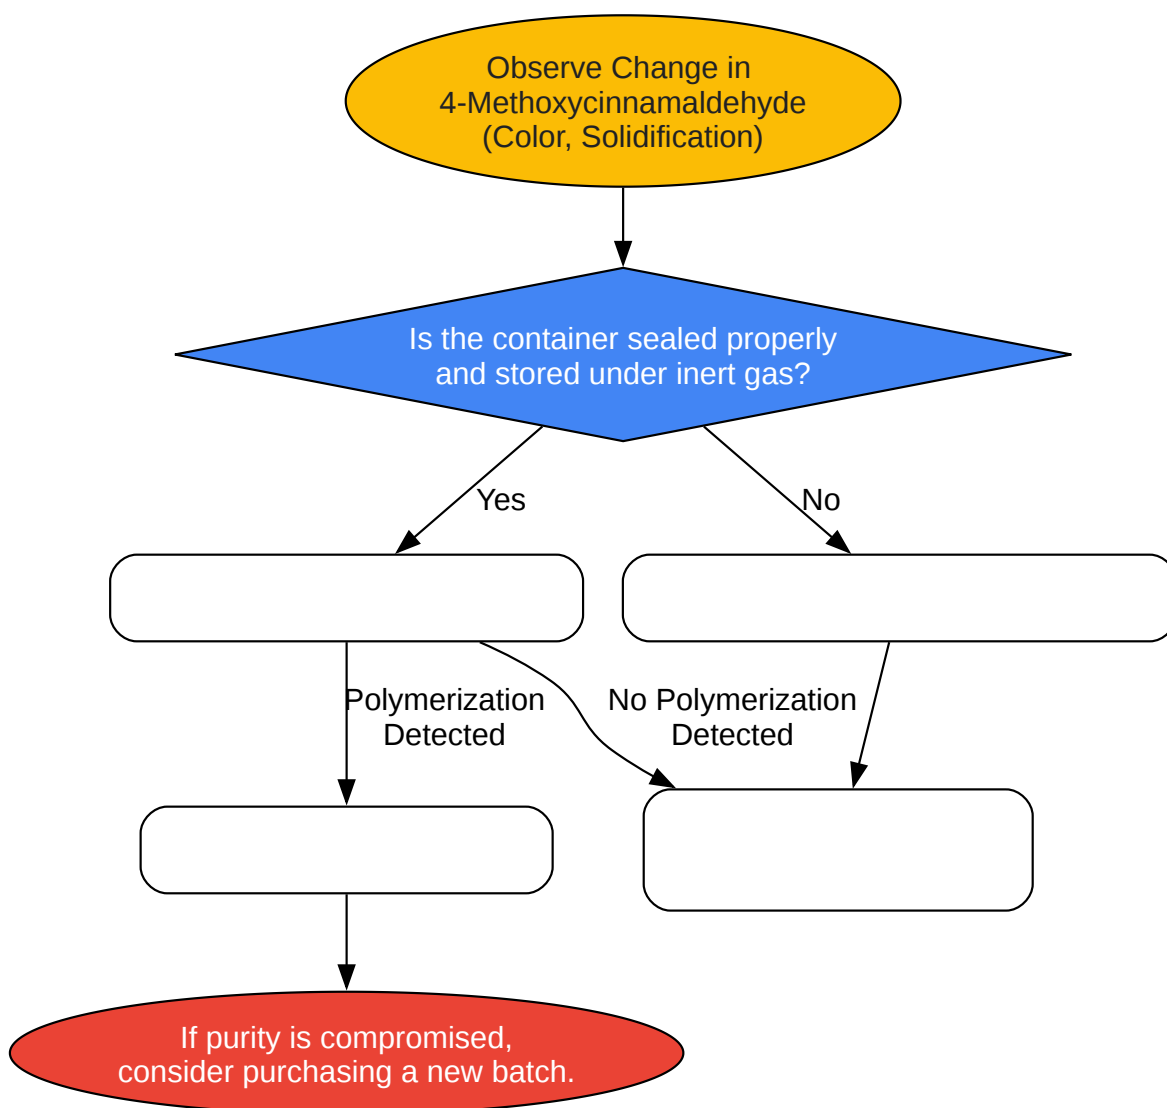 Observe Change in
4-Methoxycinnamaldehyde
(Color, Solidification)
Is the container sealed properly
and stored under inert gas?
Yes
No
Polymerization
Detected
No Polymerization
Detected
If purity is compromised,
consider purchasing a new batch.